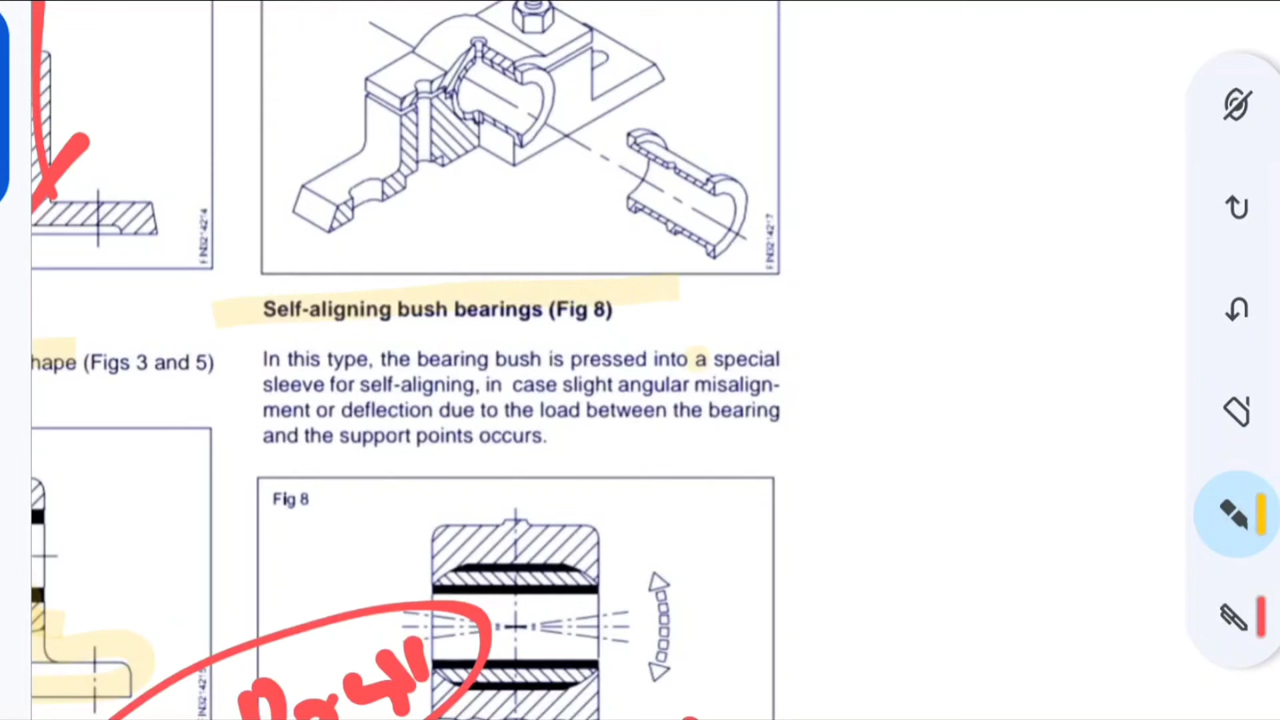 FIN3214214
FIN3214217
hape (Figs 3 and 5)
Self-aligning bush bearings (Fig 8)
In this type, the bearing bush is pressed into a special
sleeve for self-aligning, in case slight angular misalign-
ment or deflection due to the load between the bearing
and the support points occurs.
Fig 8